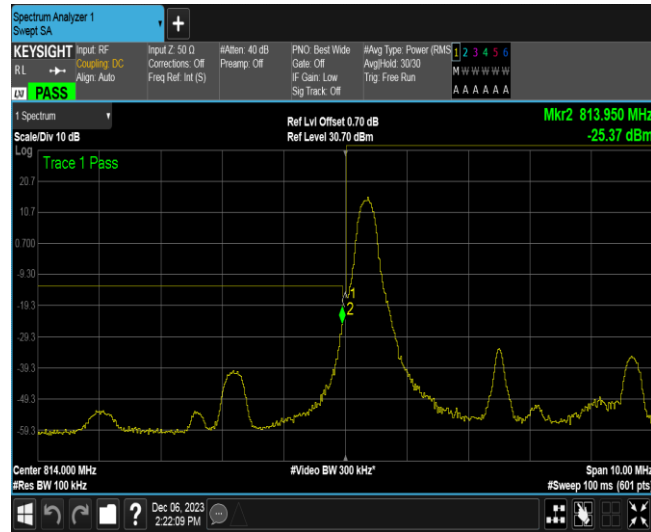 Spectrum Analyzer 1
Swept SA
+
KEYSIGHT
RL
LXI PASS
Input: RF
Coupling: DC
Align: Auto
Input Z: 50 Ω
Corrections: Off
Freq Ref: Int (S)
#Atten: 40 dB
Preamp: Off
PNO: Best Wide
Gate: Off
IF Gain: Low
Sig Track: Off
#Avg Type: Power (RMS
Avg|Hold: 30/30
Trig: Free Run
1 2 3 4 5 6
M W W W W W
A A A A A A
1 Spectrum
Scale/Div 10 dB
Ref Lvl Offset 0.70 dB
Ref Level 30.70 dBm
Mkr2 813.950 MHz
-25.37 dBm
Log
Trace 1 Pass
20.7
10.7
0.700
-9.30
-19.3
-29.3
-39.3
-49.3
-59.3
1
2
Center 814.000 MHz
#Res BW 100 kHz
#Video BW 300 kHz*
Span 10.00 MHz
#Sweep 100 ms (601 pts)
?
Dec 06, 2023
2:22:09 PM